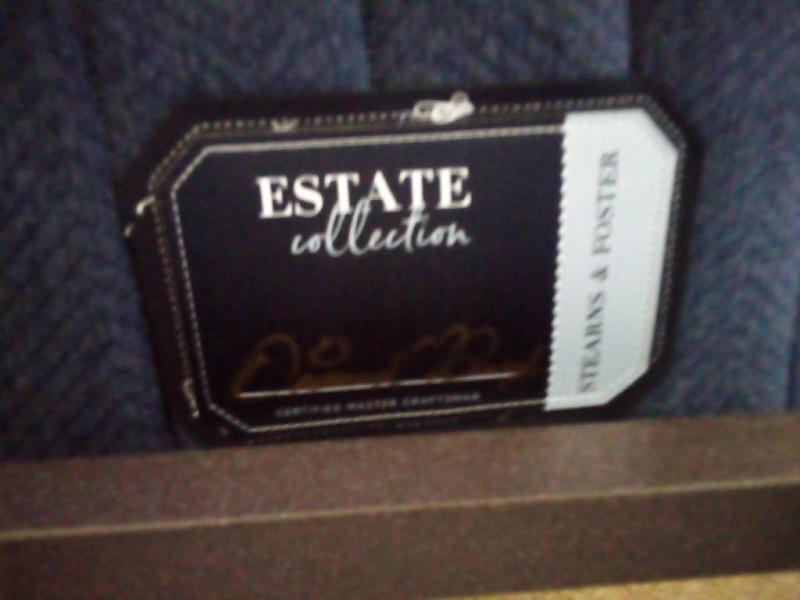 ESTATE
collection
CERTIFIED MASTER CRAFTSMAN
STEARNS & FOSTER